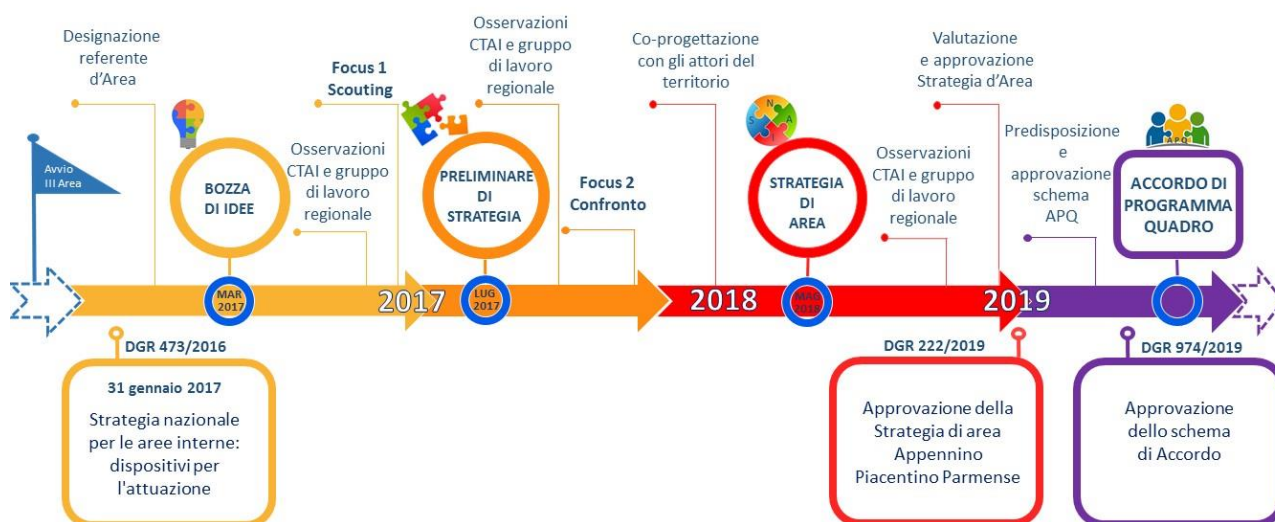 Designazione
referente
d'Area
Focus 1
Scouting
Osservazioni
CTAI e gruppo
di lavoro
regionale
Co-progettazione
con gli attori del
territorio
Valutazione
e approvazione
Strategia d'Area
Avvio
III Area
BOZZA
DI IDEE
Osservazioni
CTAI e gruppo
di lavoro
regionale
PRELIMINARE
DI
STRATEGIA
Focus 2
Confronto
S N A I
STRATEGIA
DI
AREA
Osservazioni
CTAI e gruppo
di lavoro
regionale
Predisposizione
e
approvazione
schema
APQ
APQ
ACCORDO DI
PROGRAMMA
QUADRO
MAR
2017
2017
LUG
2017
2018
MAG
2018
2019
DGR 473/2016
31 gennaio 2017
Strategia nazionale
per le aree interne:
dispositivi per
l'attuazione
DGR 222/2019
Approvazione della
Strategia di area
Appennino
Piacentino Parmense
DGR 974/2019
Approvazione
dello schema
di Accordo